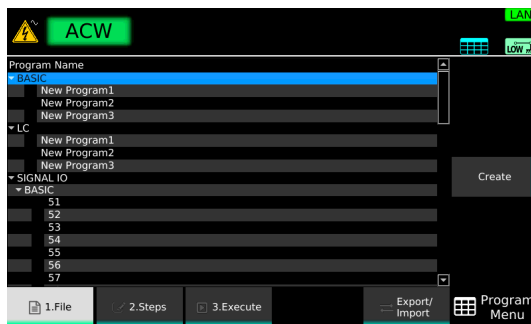 LAN
ACW
LOW
Program Name
BASIC
New Program1
New Program2
New Program3
LC
New Program1
New Program2
New Program3
SIGNAL IO
BASIC
51
52
53
54
55
56
57
Create
1.File
2.Steps
3.Execute
Export/
Import
Program
Menu